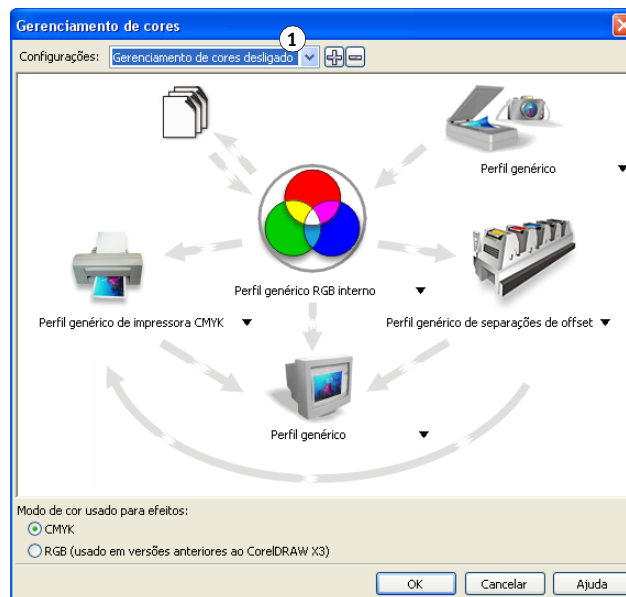 Gerenciamento de cores
Configurações: Gerenciamento de cores desligado 1
Perfil genérico
Perfil genérico RGB interno
Perfil genérico de impressora CMYK
Perfil genérico de separações de offset
Perfil genérico
Modo de cor usado para efeitos:
CMYK
RGB (usado em versões anteriores ao CorelDRAW X3)
OK Cancelar Ajuda